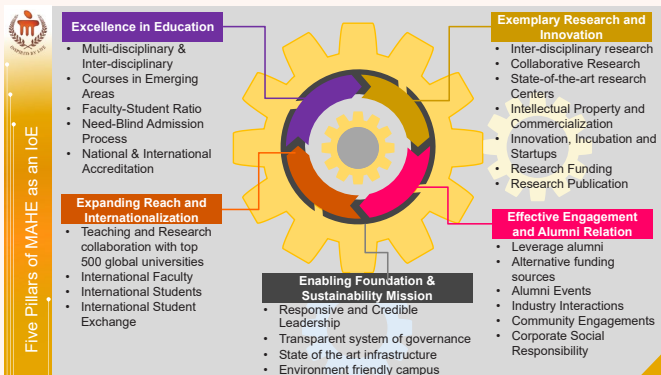 INSPIRED BY LIFE
Five Pillars of MAHE as an IoE
Excellence in Education
• Multi-disciplinary &
Inter-disciplinary
• Courses in Emerging
Areas
• Faculty-Student Ratio
• Need-Blind Admission
Process
• National & International
Accreditation
Exemplary Research and
Innovation
• Inter-disciplinary research
• Collaborative Research
• State-of-the-art research
Centers
• Intellectual Property and
Commercialization
• Innovation, Incubation and
Startups
• Research Funding
• Research Publication
Expanding Reach and
Internationalization
• Teaching and Research
collaboration with top
500 global universities
• International Faculty
• International Students
• International Student
Exchange
Effective Engagement
and Alumni Relation
• Leverage alumni
• Alternative funding
sources
• Alumni Events
• Industry Interactions
• Community Engagements
• Corporate Social
Responsibility
Enabling Foundation &
Sustainability Mission
• Responsive and Credible
Leadership
• Transparent system of governance
• State of the art infrastructure
• Environment friendly campus